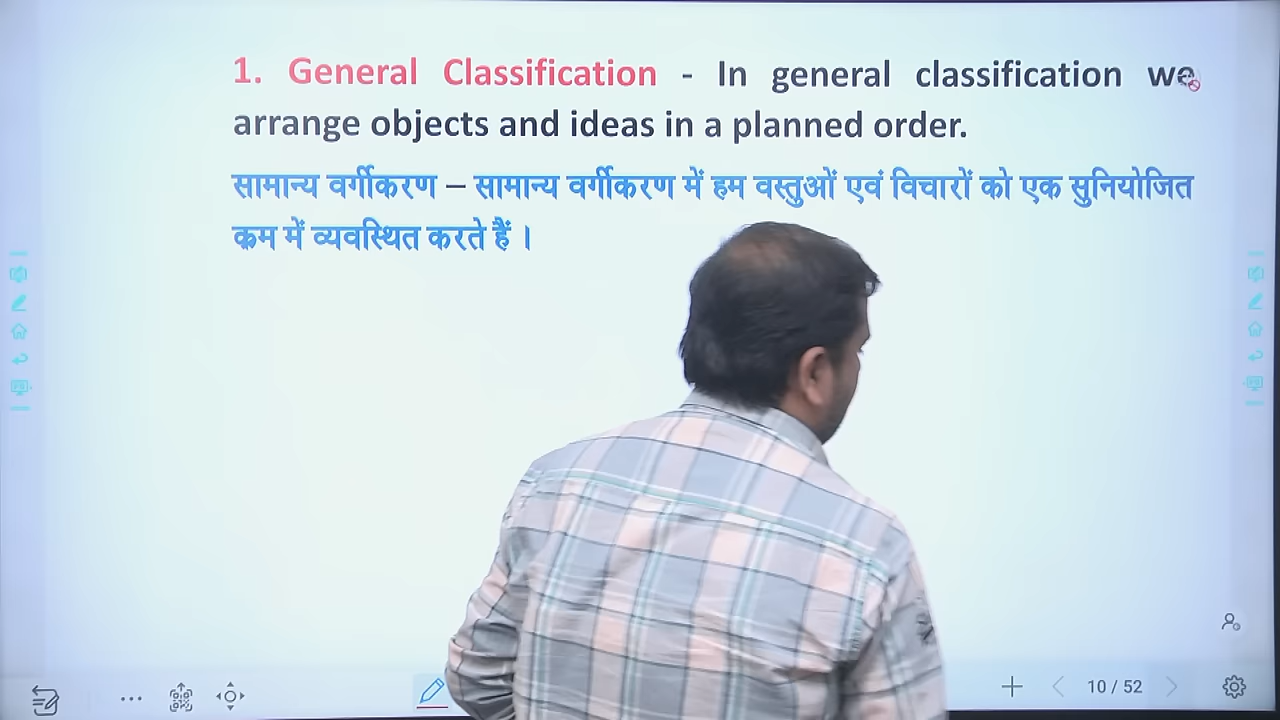 1. General Classification - In general classification we
arrange objects and ideas in a planned order.
सामान्य वर्गीकरण – सामान्य वर्गीकरण में हम वस्तुओं एवं विचारों को एक सुनियोजित
क्रम में व्यवस्थित करते हैं ।
10 / 52